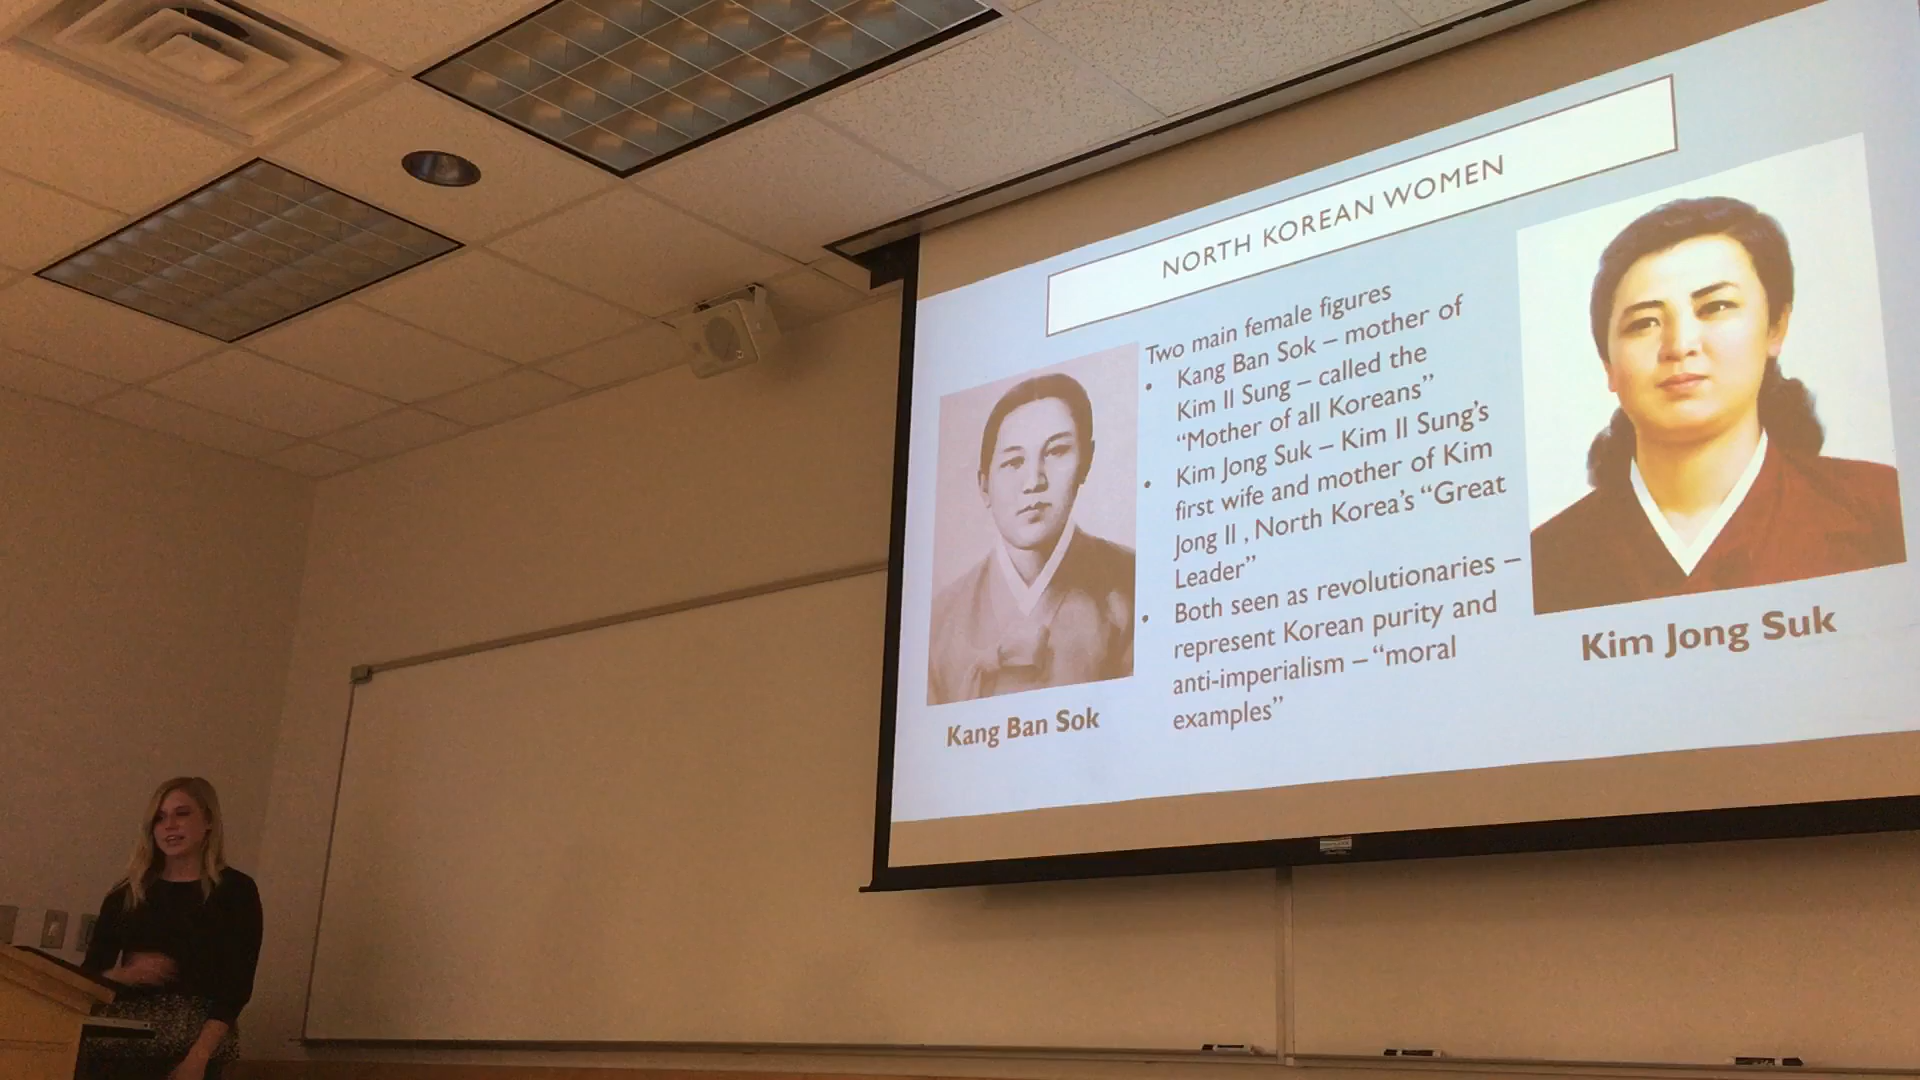 NORTH KOREAN WOMEN
Two main female figures
• Kang Ban Sok – mother of
Kim Il Sung – called the
“Mother of all Koreans”
• Kim Jong Suk – Kim Il Sung’s
first wife and mother of Kim
Jong Il , North Korea’s “Great
Leader”
• Both seen as revolutionaries –
represent Korean purity and
anti-imperialism – “moral
examples”
Kang Ban Sok
Kim Jong Suk